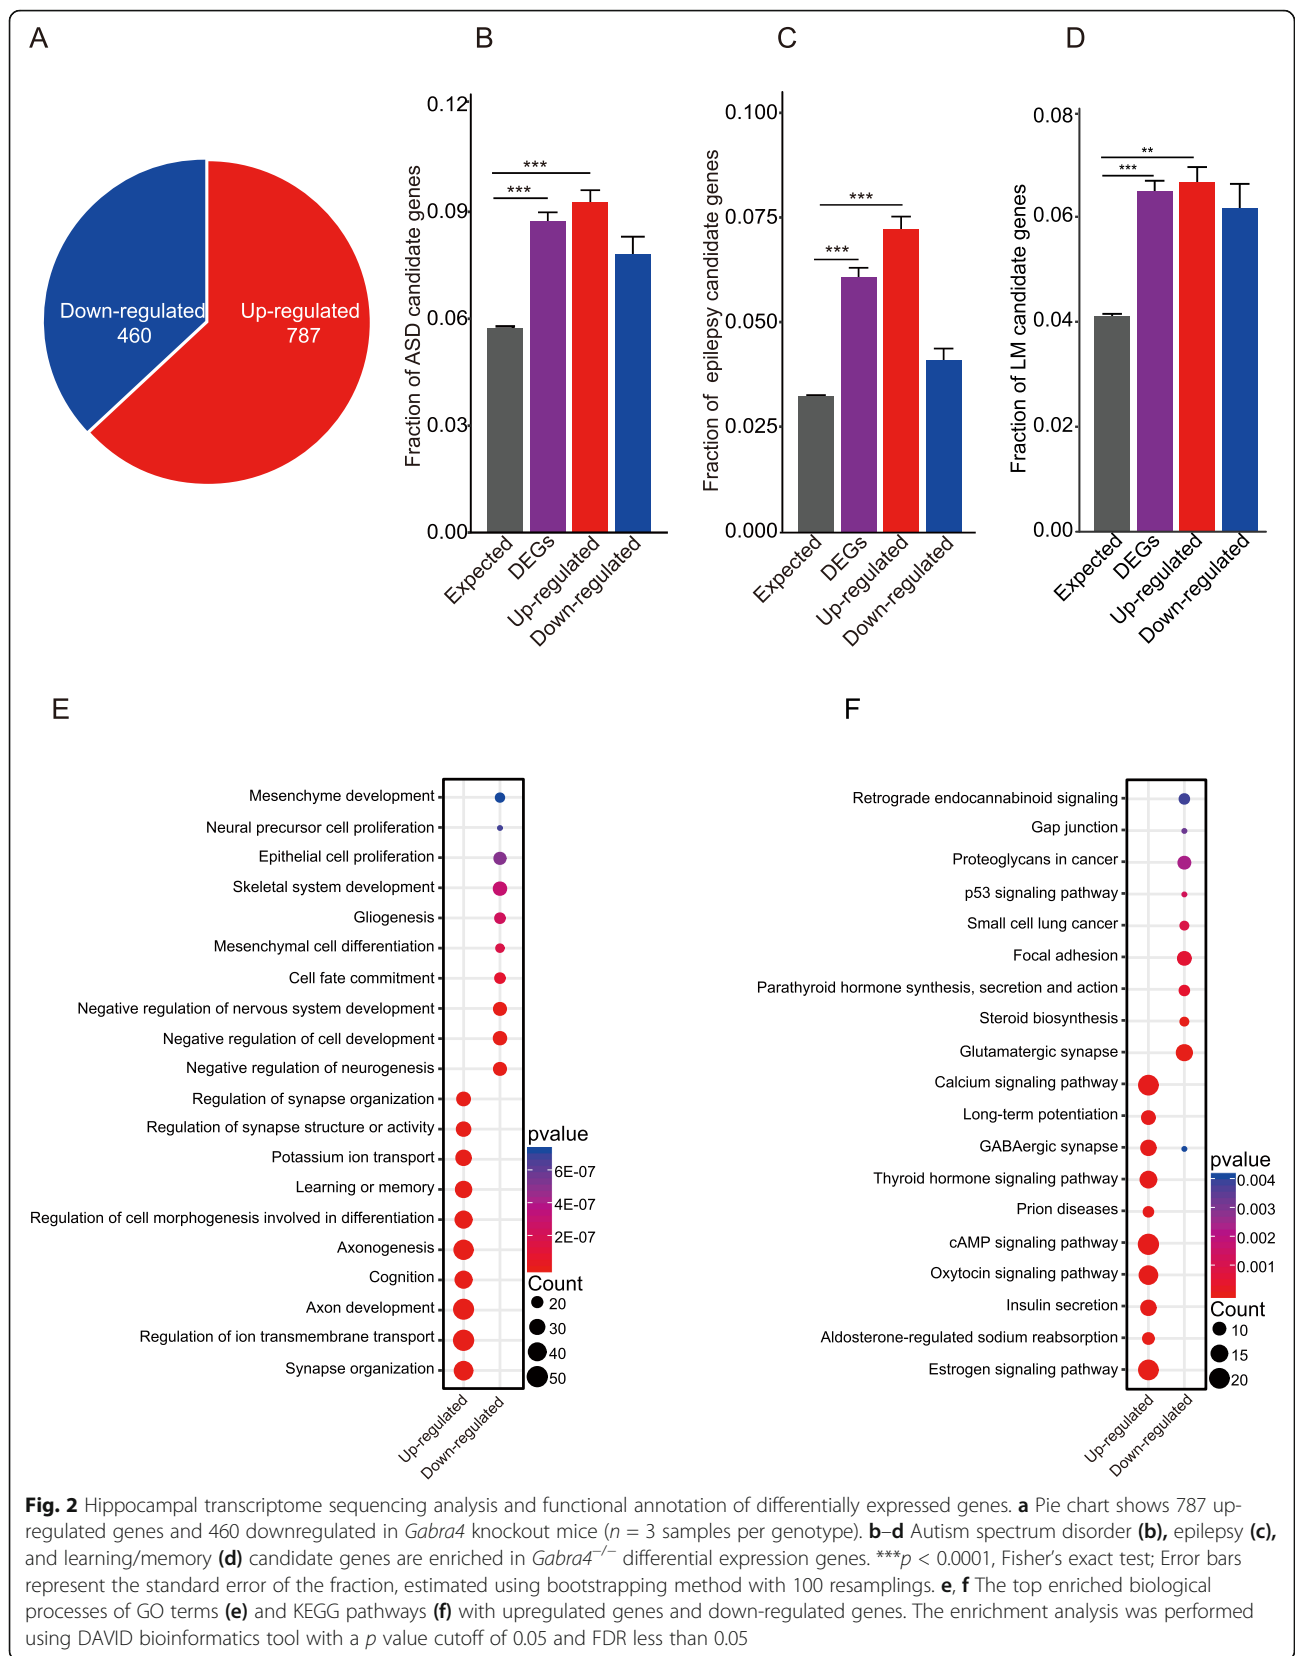 A
B
C
D
Down-regulated
460
Up-regulated
787
Fraction of ASD candidate genes
0.12
0.09
0.06
0.03
0.00
***
***
Expected
DEGs
Up-regulated
Down-regulated
Fraction of epilepsy candidate genes
0.100
0.075
0.050
0.025
0.000
***
***
Expected
DEGs
Up-regulated
Down-regulated
Fraction of LM candidate genes
0.08
0.06
0.04
0.02
0.00
**
***
Expected
DEGs
Up-regulated
Down-regulated
E
Mesenchyme development
Neural precursor cell proliferation
Epithelial cell proliferation
Skeletal system development
Gliogenesis
Mesenchymal cell differentiation
Cell fate commitment
Negative regulation of nervous system development
Negative regulation of cell development
Negative regulation of neurogenesis
Regulation of synapse organization
Regulation of synapse structure or activity
Potassium ion transport
Learning or memory
Regulation of cell morphogenesis involved in differentiation
Axonogenesis
Cognition
Axon development
Regulation of ion transmembrane transport
Synapse organization
Up-regulated
Down-regulated
pvalue
6E-07
4E-07
2E-07
Count
20
30
40
50
F
Retrograde endocannabinoid signaling
Gap junction
Proteoglycans in cancer
p53 signaling pathway
Small cell lung cancer
Focal adhesion
Parathyroid hormone synthesis, secretion and action
Steroid biosynthesis
Glutamatergic synapse
Calcium signaling pathway
Long-term potentiation
GABAergic synapse
Thyroid hormone signaling pathway
Prion diseases
cAMP signaling pathway
Oxytocin signaling pathway
Insulin secretion
Aldosterone-regulated sodium reabsorption
Estrogen signaling pathway
Up-regulated
Down-regulated
pvalue
0.004
0.003
0.002
0.001
Count
10
15
20
Fig. 2 Hippocampal transcriptome sequencing analysis and functional annotation of differentially expressed genes. a Pie chart shows 787 up-
regulated genes and 460 downregulated in Gabra4 knockout mice (n = 3 samples per genotype). b–d Autism spectrum disorder (b), epilepsy (c),
and learning/memory (d) candidate genes are enriched in Gabra4−/− differential expression genes. ***p < 0.0001, Fisher's exact test; Error bars
represent the standard error of the fraction, estimated using bootstrapping method with 100 resamplings. e, f The top enriched biological
processes of GO terms (e) and KEGG pathways (f) with upregulated genes and down-regulated genes. The enrichment analysis was performed
using DAVID bioinformatics tool with a p value cutoff of 0.05 and FDR less than 0.05